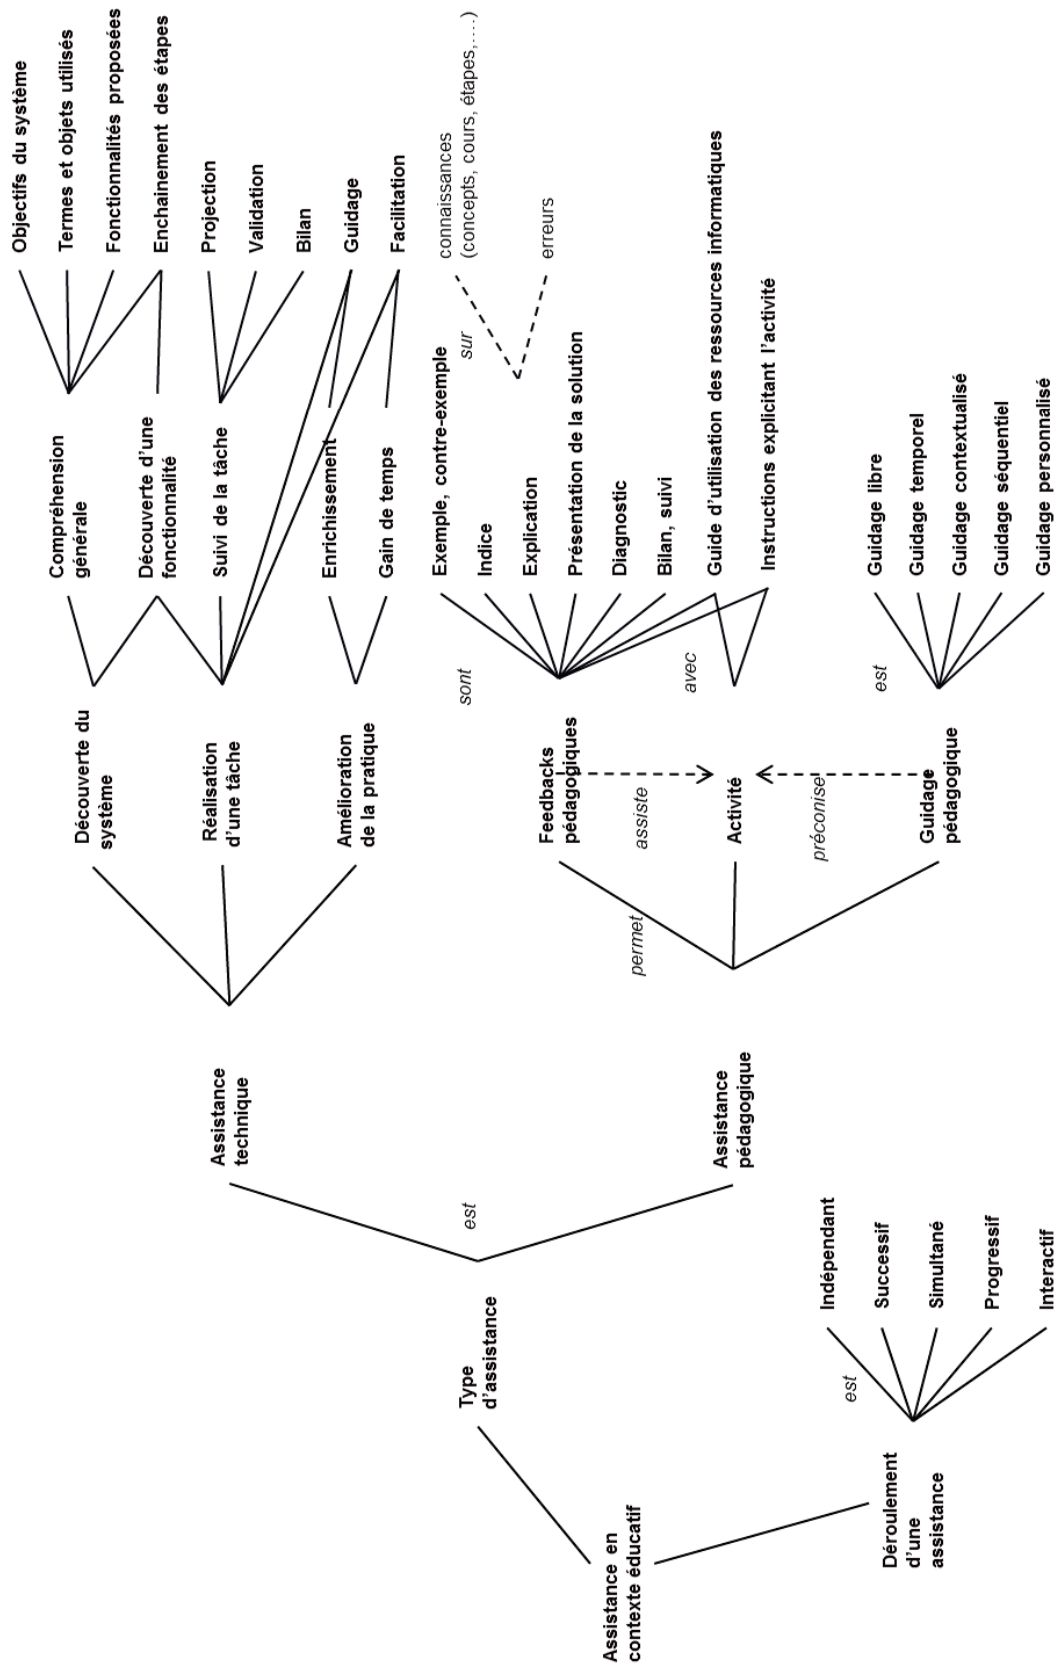 Assistance en
contexte éducatif
Type
d'assistance
est
Assistance
technique
Découverte du
système
Compréhension
générale
Objectifs du système
Termes et objets utilisés
Fonctionnalités proposées
Enchainement des étapes
Découverte d'une
fonctionnalité
Réalisation
d'une tâche
Suivi de la tâche
Projection
Validation
Bilan
Guidage
Facilitation
Amélioration
de la pratique
Enrichissement
Gain de temps
Assistance
pédagogique
permet
Feedbacks
pédagogiques
sont
Exemple, contre-exemple
Indice
Explication
Présentation de la solution
Diagnostic
Bilan, suivi
Guide d'utilisation des ressources informatiques
Instructions explicitant l'activité
sur
connaissances
(concepts, cours, étapes,....)
erreurs
assiste
Activité
avec
préconise
Guidage
pédagogique
est
Guidage libre
Guidage temporel
Guidage contextualisé
Guidage séquentiel
Guidage personnalisé
Déroulement
d'une
assistance
est
Indépendant
Successif
Simultané
Progressif
Interactif